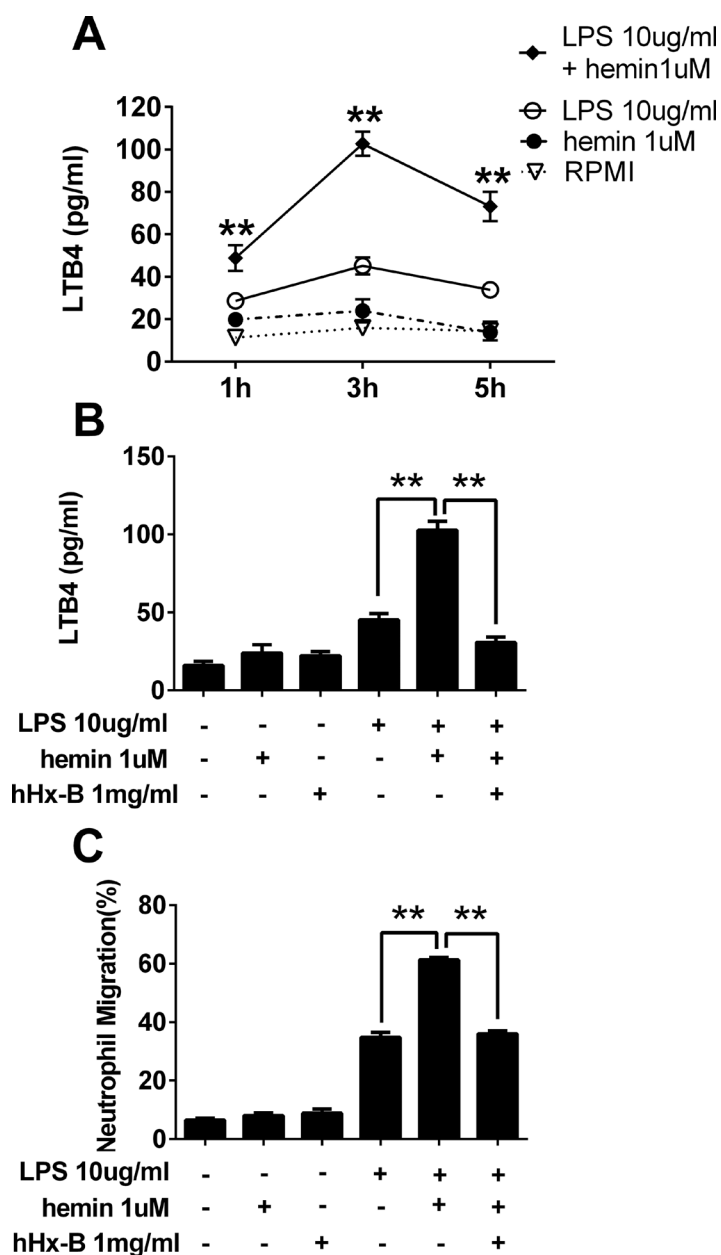 A
LPS 10ug/ml
+ hemin1uM
LPS 10ug/ml
hemin 1uM
RPMI
LTB4 (pg/ml)
120
100
80
60
40
20
0
**
**
**
1h 3h 5h
B
LTB4 (pg/ml)
150
100
50
0
** **
LPS 10ug/ml - - - + + +
hemin 1uM - + - - + +
hHx-B 1mg/ml - - + - - +
C
Neutrophil Migration(%)
80
60
40
20
0
** **
LPS 10ug/ml - - - + + +
hemin 1uM - + - - + +
hHx-B 1mg/ml - - + - - +